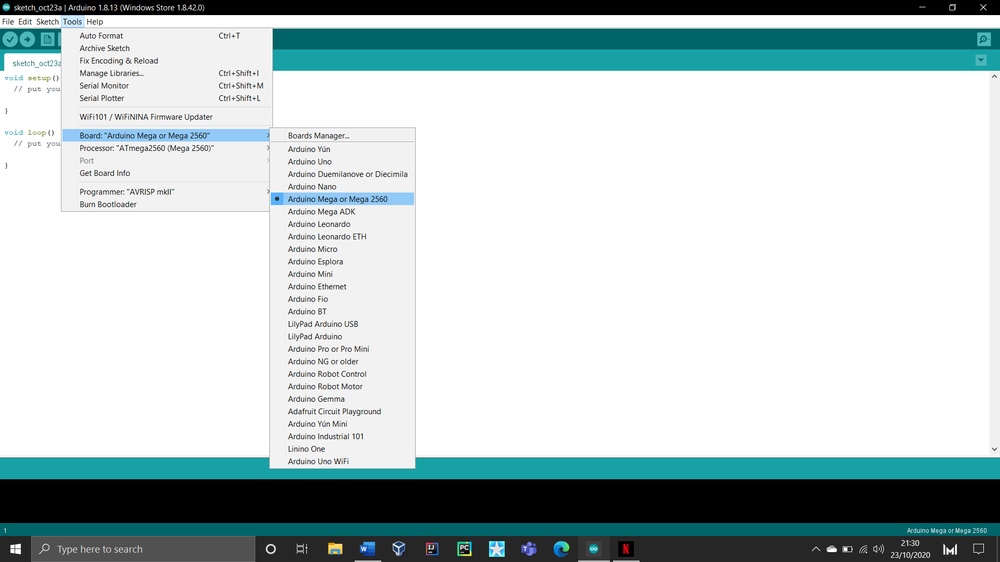 sketch_oct23a | Arduino 1.8.13 (Windows Store 1.8.42.0)
File Edit Sketch Tools Help
sketch_oct23a
void setup()
// put you
}
void loop()
// put you
}
Auto Format Ctrl+T
Archive Sketch
Fix Encoding & Reload
Manage Libraries... Ctrl+Shift+I
Serial Monitor Ctrl+Shift+M
Serial Plotter Ctrl+Shift+L
WiFi101 / WiFiNINA Firmware Updater
Board: "Arduino Mega or Mega 2560"
Processor: "ATmega2560 (Mega 2560)"
Port
Get Board Info
Programmer: "AVRISP mkII"
Burn Bootloader
Boards Manager...
Arduino Yún
Arduino Uno
Arduino Duemilanove or Diecimila
Arduino Nano
Arduino Mega or Mega 2560
Arduino Mega ADK
Arduino Leonardo
Arduino Leonardo ETH
Arduino Micro
Arduino Esplora
Arduino Mini
Arduino Ethernet
Arduino Fio
Arduino BT
LilyPad Arduino USB
LilyPad Arduino
Arduino Pro or Pro Mini
Arduino NG or older
Arduino Robot Control
Arduino Robot Motor
Arduino Gemma
Adafruit Circuit Playground
Arduino Yún Mini
Arduino Industrial 101
Linino One
Arduino Uno WiFi
1
Arduino Mega or Mega 2560
Type here to search
W
IJ
PC
T
N
21:30
23/10/2020